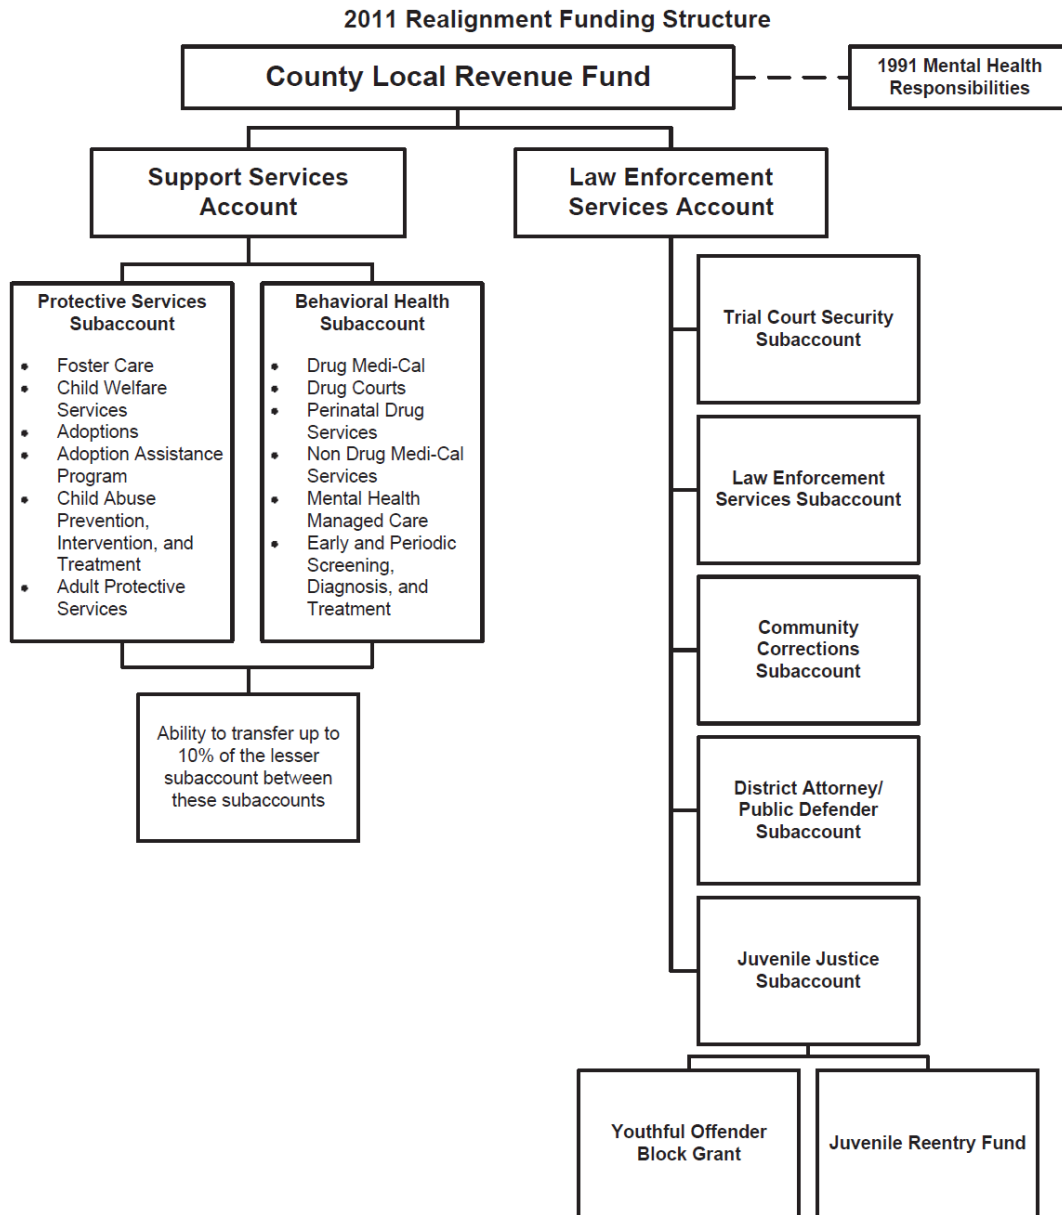 2011 Realignment Funding Structure
County Local Revenue Fund
1991 Mental Health
Responsibilities
Support Services
Account
Law Enforcement
Services Account
Protective Services
Subaccount
• Foster Care
• Child Welfare
Services
• Adoptions
• Adoption Assistance
Program
• Child Abuse
Prevention,
Intervention, and
Treatment
• Adult Protective
Services
Behavioral Health
Subaccount
• Drug Medi-Cal
• Drug Courts
• Perinatal Drug
Services
• Non Drug Medi-Cal
Services
• Mental Health
Managed Care
• Early and Periodic
Screening,
Diagnosis, and
Treatment
Ability to transfer up to
10% of the lesser
subaccount between
these subaccounts
Trial Court Security
Subaccount
Law Enforcement
Services Subaccount
Community
Corrections
Subaccount
District Attorney/
Public Defender
Subaccount
Juvenile Justice
Subaccount
Youthful Offender
Block Grant
Juvenile Reentry Fund